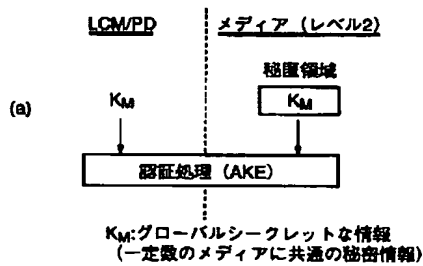 LCM/PD
メディア（レベル2）
秘匿領域
(a)
KM
KM
認証処理（AKE）
KM:グローバルシークレットな情報
（一定数のメディアに共通の秘密情報）